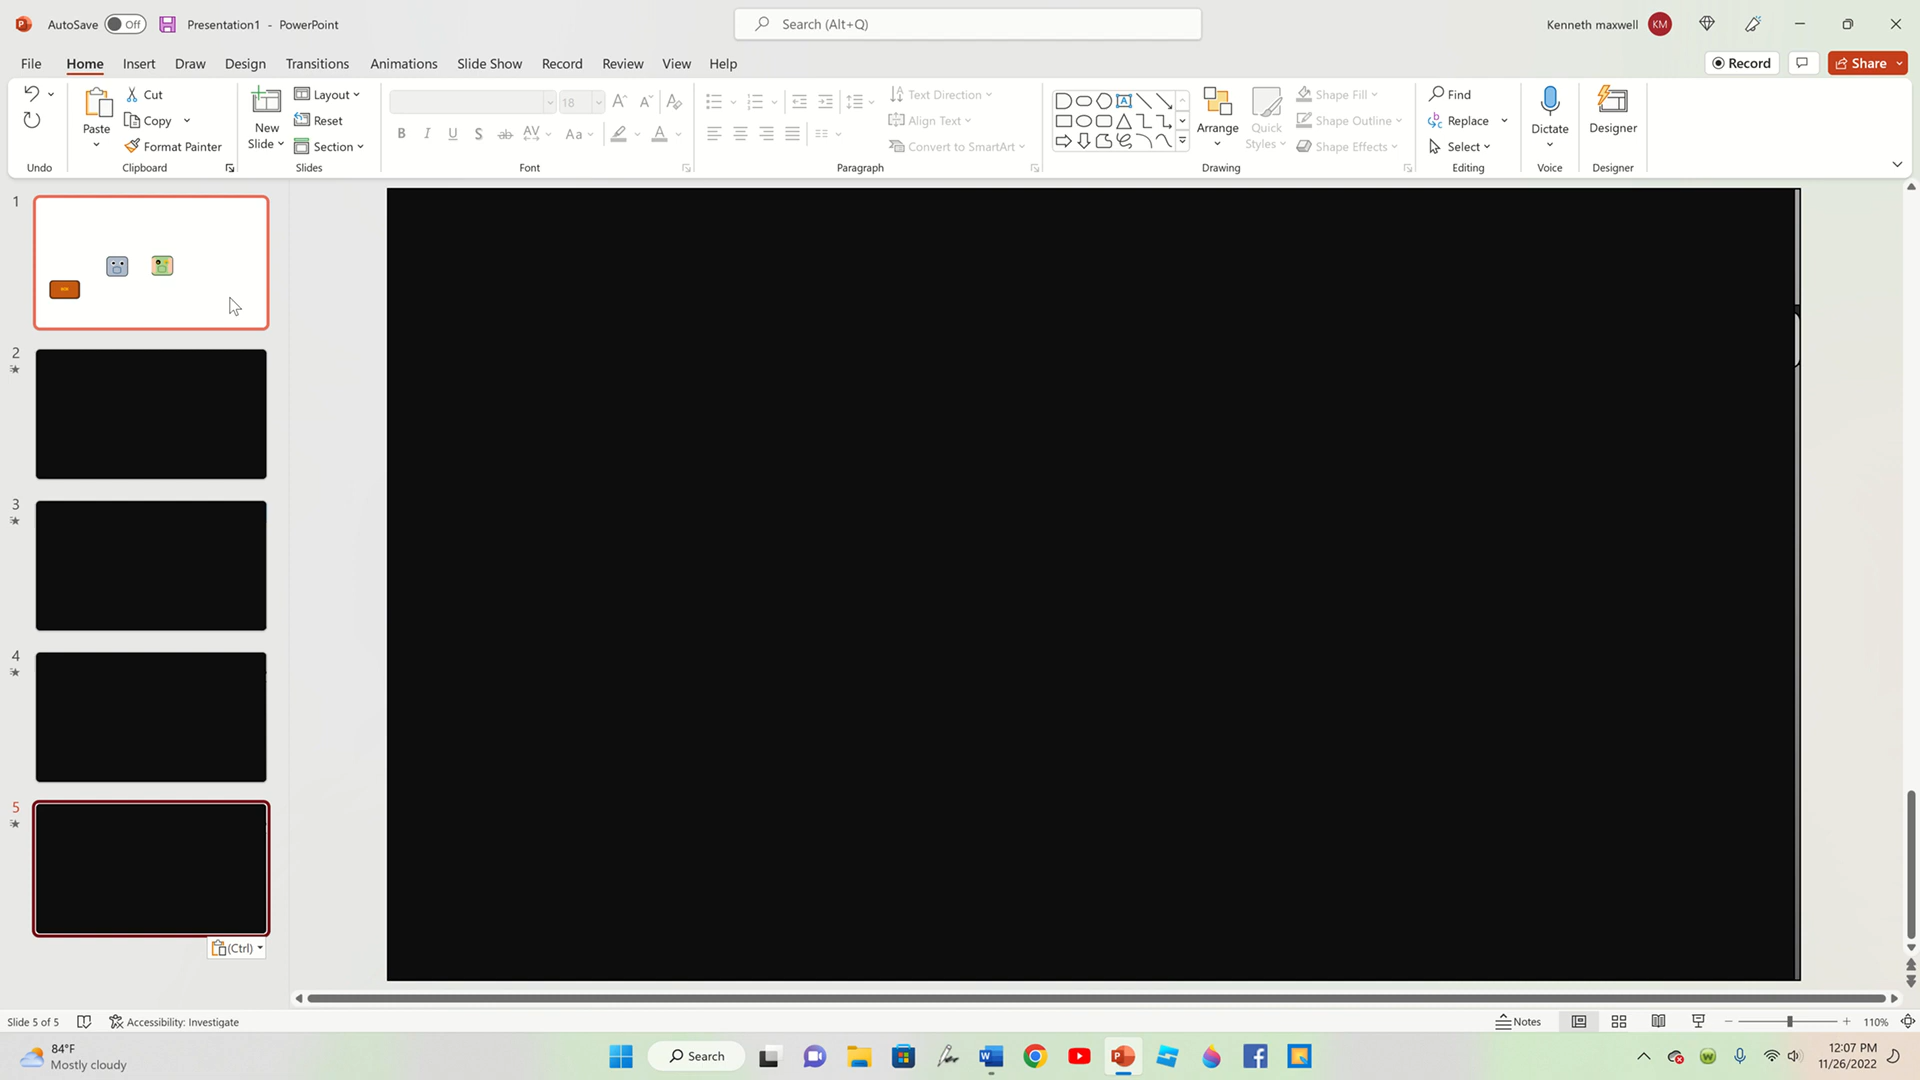 AutoSave Off Presentation1 - PowerPoint Search (Alt+Q) Kenneth maxwell KM
File Home Insert Draw Design Transitions Animations Slide Show Record Review View Help Record Share
Cut Layout 18 Text Direction Shape Fill Find
Copy Reset Align Text Shape Outline Replace
Paste New Slide Arrange Quick Styles Dictate Designer
Format Painter Section Convert to SmartArt Shape Effects Select
B I U S ab AV Aa A
Undo Clipboard Slides Font Paragraph Drawing Editing Voice Designer
1
2
3
4
5
(Ctrl)
Slide 5 of 5 Accessibility: Investigate Notes 110%
84°F
Mostly cloudy
Search
12:07 PM
11/26/2022